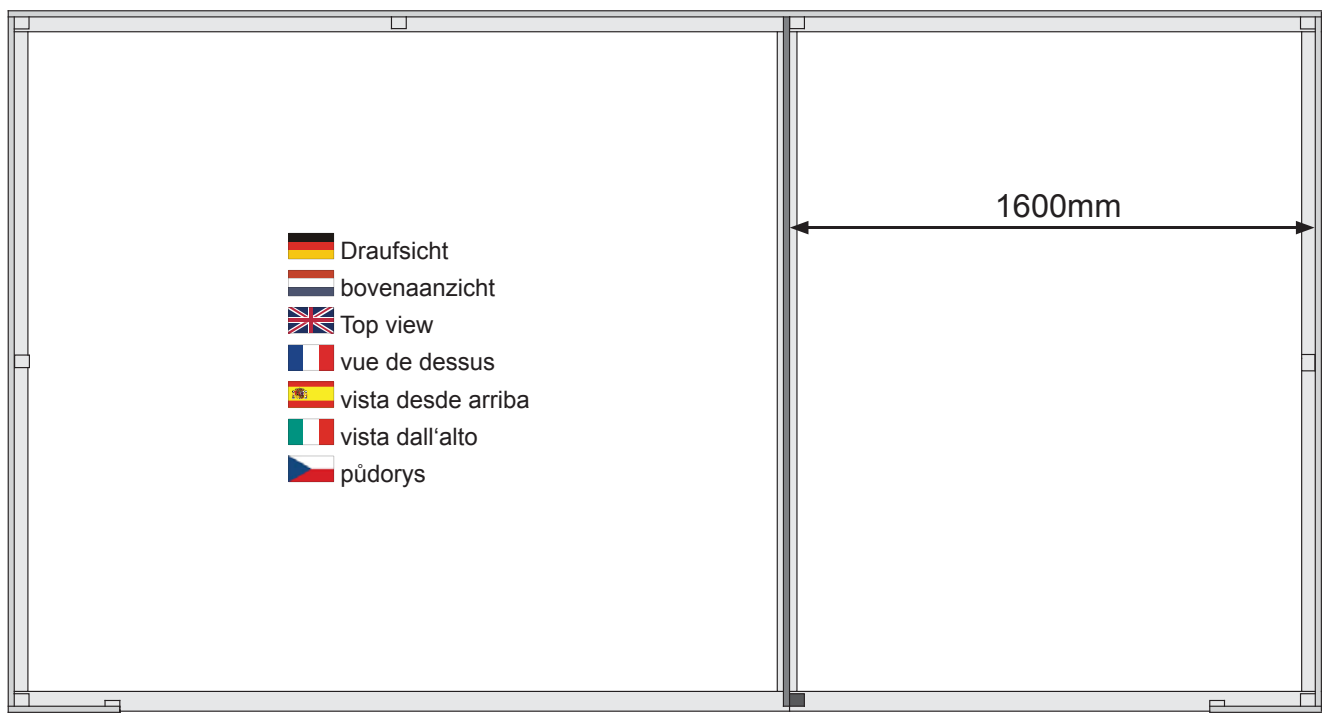 1600mm
Draufsicht
bovenaanzicht
Top view
vue de dessus
vista desde arriba
vista dall‘alto
půdorys